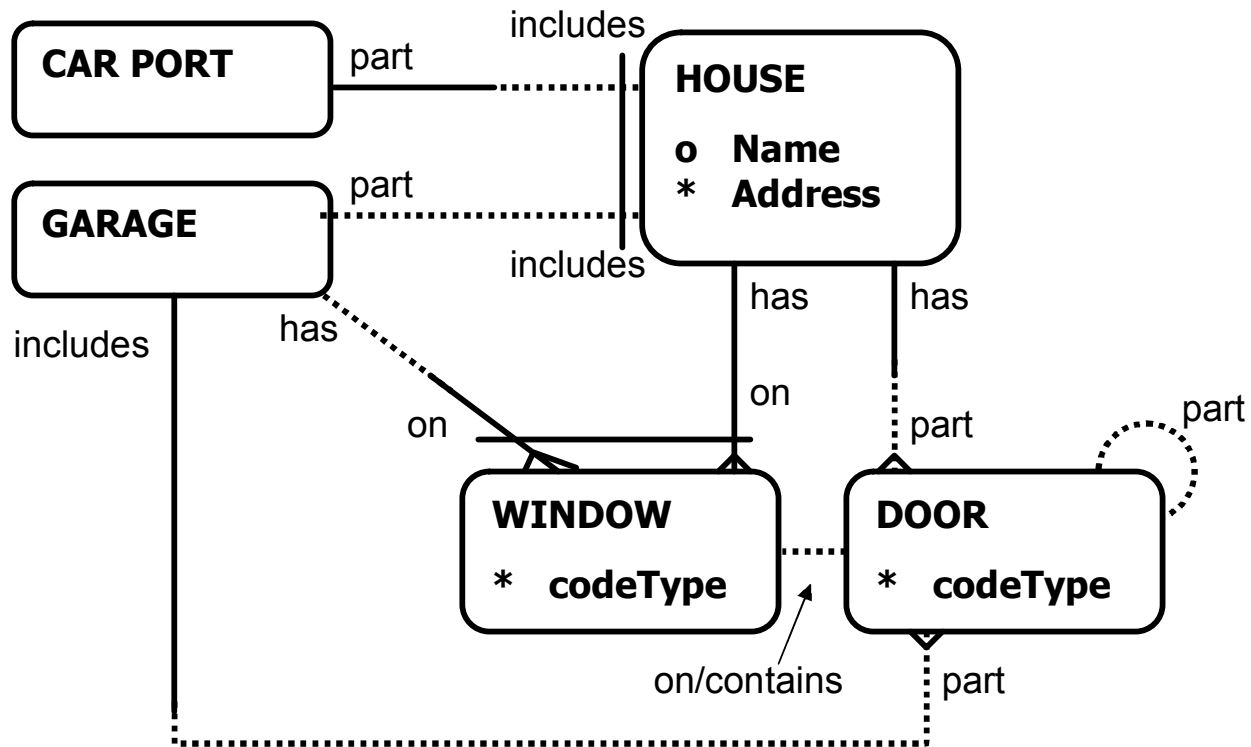 includes
CAR PORT
part
HOUSE
o Name
* Address
part
GARAGE
includes
has
has
includes
has
on
on
part
part
WINDOW
* codeType
DOOR
* codeType
on/contains
part